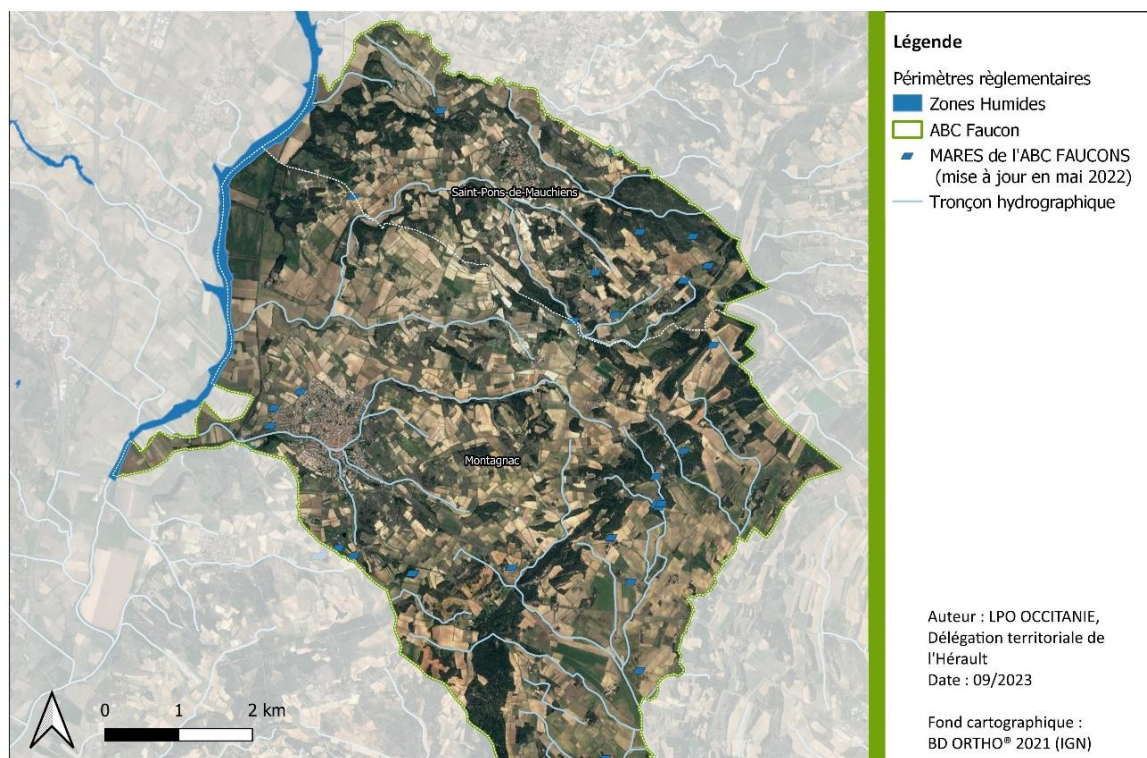 Légende
Périmètres règlementaires
Zones Humides
ABC Faucon
MARES de l'ABC FAUCONS
(mise à jour en mai 2022)
Tronçon hydrographique
Saint-Pons-de-Mauchiens
Montagnac
0 1 2 km
Auteur : LPO OCCITANIE,
Délégation territoriale de
l'Hérault
Date : 09/2023
Fond cartographique :
BD ORTHO® 2021 (IGN)